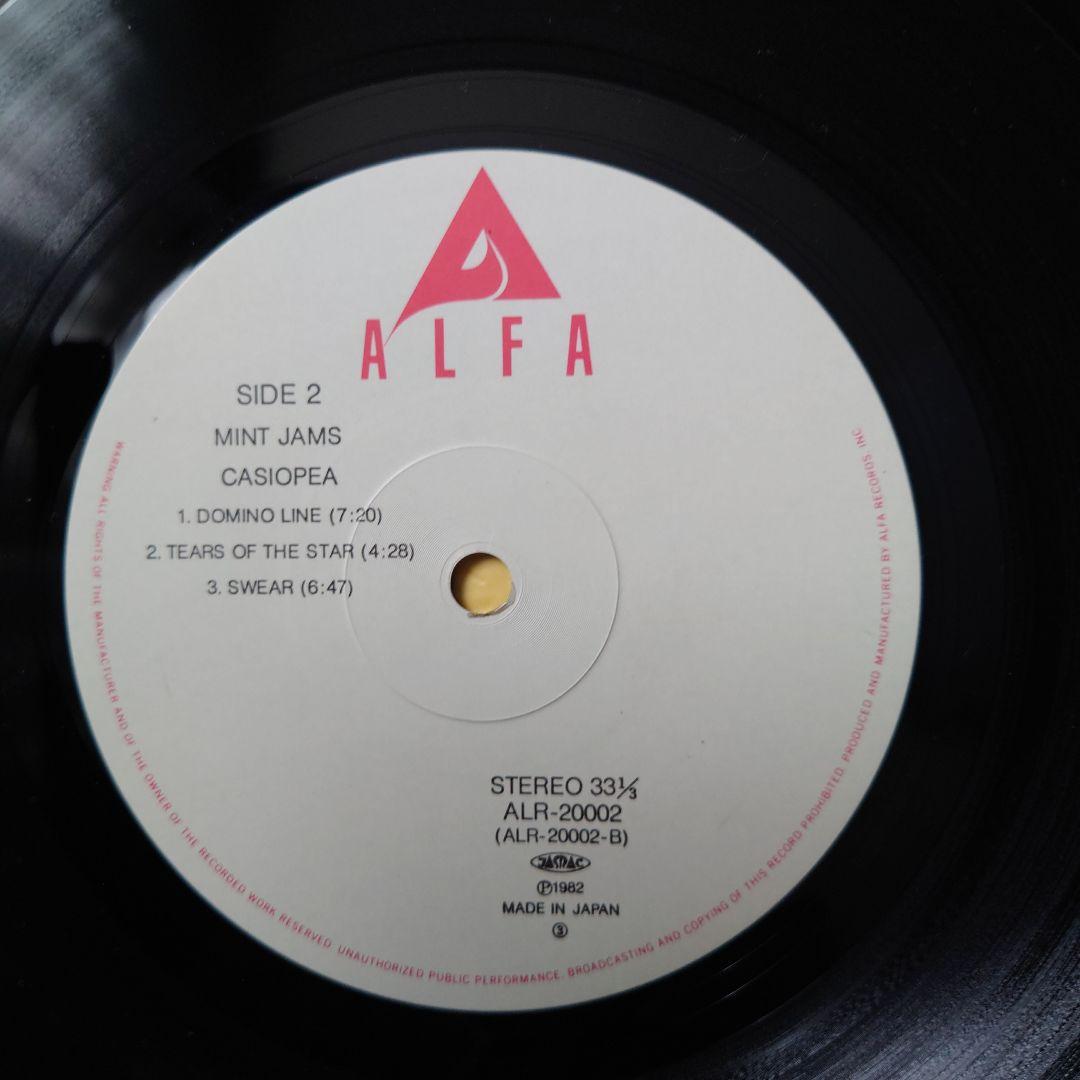 ALFA
SIDE 2
MINT JAMS
CASIOPEA
1. DOMINO LINE (7:20)
2. TEARS OF THE STAR (4:28)
3. SWEAR (6:47)
STEREO 33⅓
ALR-20002
(ALR-20002-B)
JASRAC
Ⓟ1982
MADE IN JAPAN
③
WARNING ALL RIGHTS OF THE MANUFACTURER AND OF THE OWNER OF THE RECORDED WORK RESERVED. UNAUTHORIZED PUBLIC PERFORMANCE, BROADCASTING AND COPYING OF THIS RECORD PROHIBITED. PRODUCED AND MANUFACTURED BY ALFA RECORDS, INC.